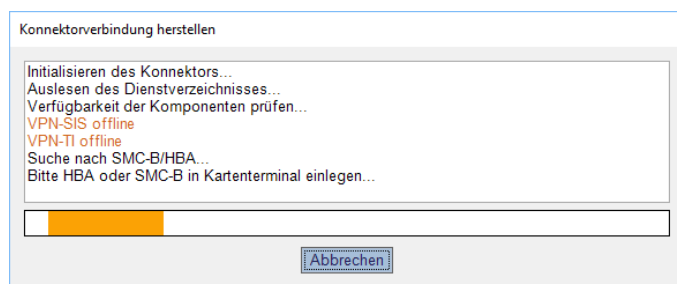 Konnektorverbindung herstellen
Initialisieren des Konnektors...
Auslesen des Dienstverzeichnisses...
Verfügbarkeit der Komponenten prüfen...
VPN-SIS offline
VPN-TI offline
Suche nach SMC-B/HBA...
Bitte HBA oder SMC-B in Kartenterminal einlegen...
Abbrechen